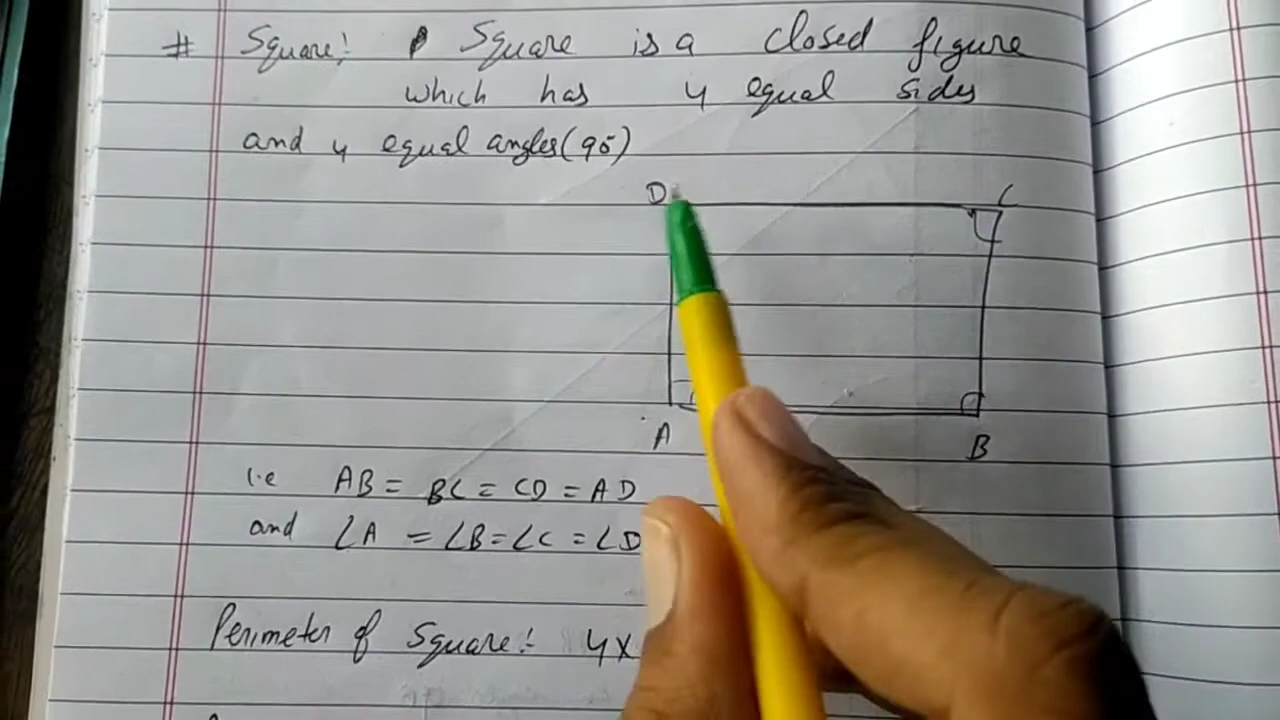 # Square:- Square is a closed figure
which has 4 equal sides
and 4 equal angles (90°)
D C
A B
i.e AB = BC = CD = AD
and ∠A = ∠B = ∠C = ∠D
Perimeter of Square:- 4x